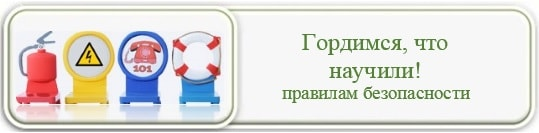 101
Гордимся, что
научили!
правилам безопасности